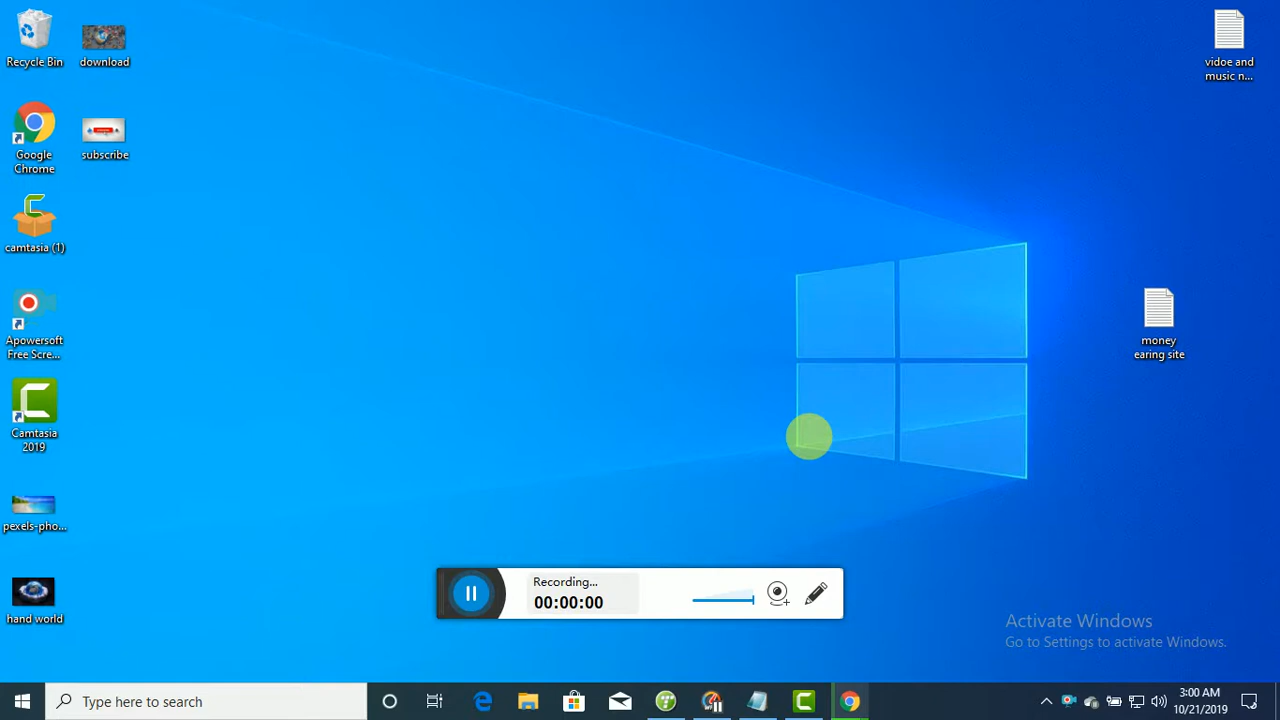 Recycle Bin
download
Google
Chrome
subscribe
camtasia (1)
Apowersoft
Free Scre...
Camtasia
2019
pexels-pho...
hand world
vidoe and
music n...
money
earing site
Recording...
00:00:00
Activate Windows
Go to Settings to activate Windows.
Type here to search
3:00 AM
10/21/2019